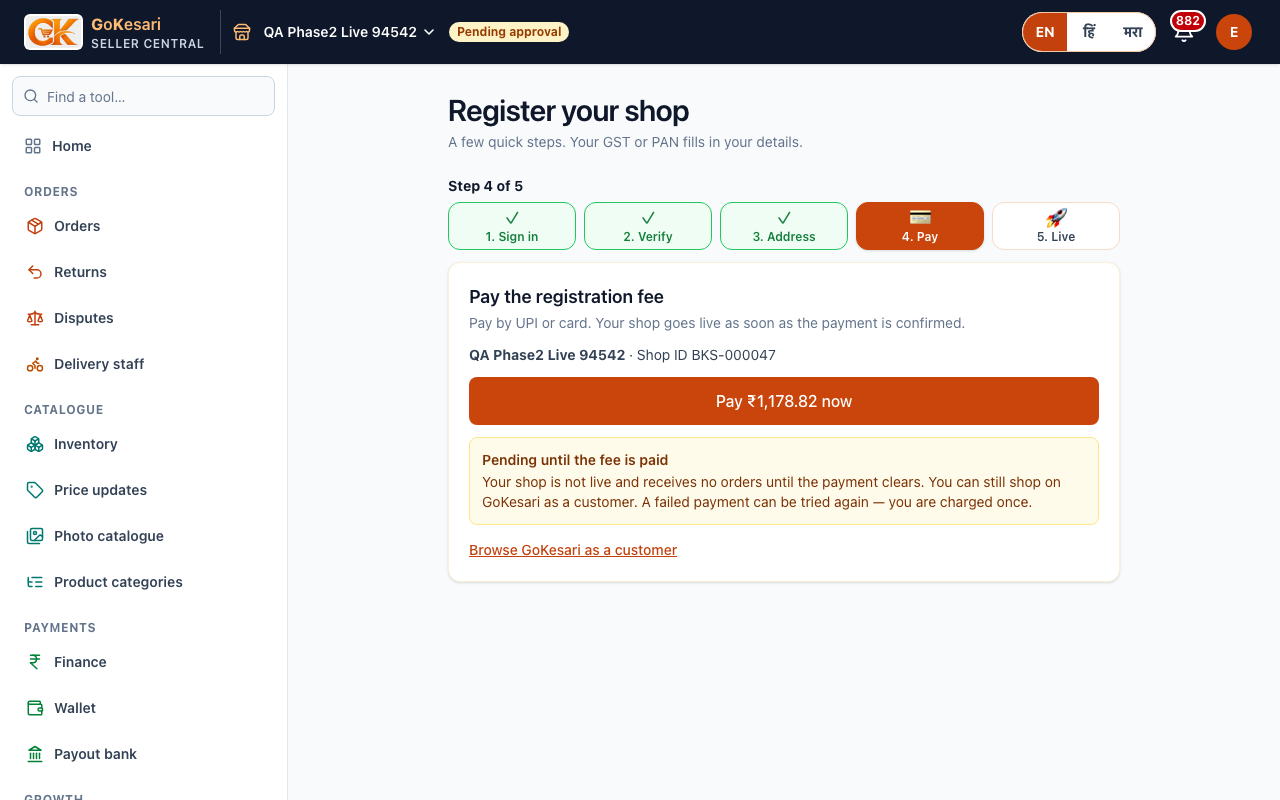 GoKesari
SELLER CENTRAL
QA Phase2 Live 94542
Pending approval
EN
हिं
मरा
882
E
Find a tool...
Home
ORDERS
Orders
Returns
Disputes
Delivery staff
CATALOGUE
Inventory
Price updates
Photo catalogue
Product categories
PAYMENTS
Finance
Wallet
Payout bank
GROWTH
Register your shop
A few quick steps. Your GST or PAN fills in your details.
Step 4 of 5
1. Sign in
2. Verify
3. Address
4. Pay
5. Live
Pay the registration fee
Pay by UPI or card. Your shop goes live as soon as the payment is confirmed.
QA Phase2 Live 94542 · Shop ID BKS-000047
Pay ₹1,178.82 now
Pending until the fee is paid
Your shop is not live and receives no orders until the payment clears. You can still shop on
GoKesari as a customer. A failed payment can be tried again — you are charged once.
Browse GoKesari as a customer